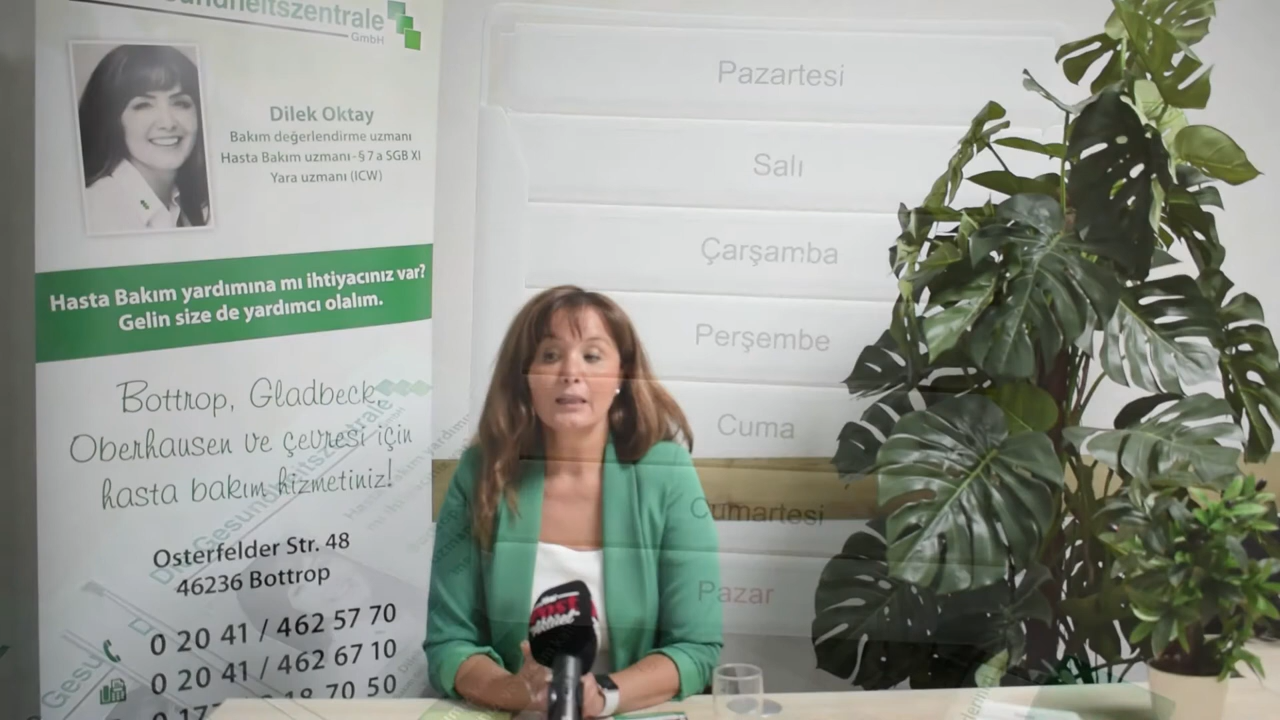 Gesundheitszentrale
GmbH
Dilek Oktay
Bakım değerlendirme uzmanı
Hasta Bakım uzmanı - § 7 a SGB XI
Yara uzmanı (ICW)
Hasta Bakım yardımına mı ihtiyacınız var?
Gelin size de yardımcı olalım.
Bottrop, Gladbeck,
Oberhausen ve çevresi için
hasta bakım hizmetiniz!
Osterfelder Str. 48
46236 Bottrop
0 20 41 / 462 57 70
0 20 41 / 462 67 10
Pazartesi
Salı
Çarşamba
Perşembe
Cuma
Cumartesi
Pazar
Gesundheitszentrale